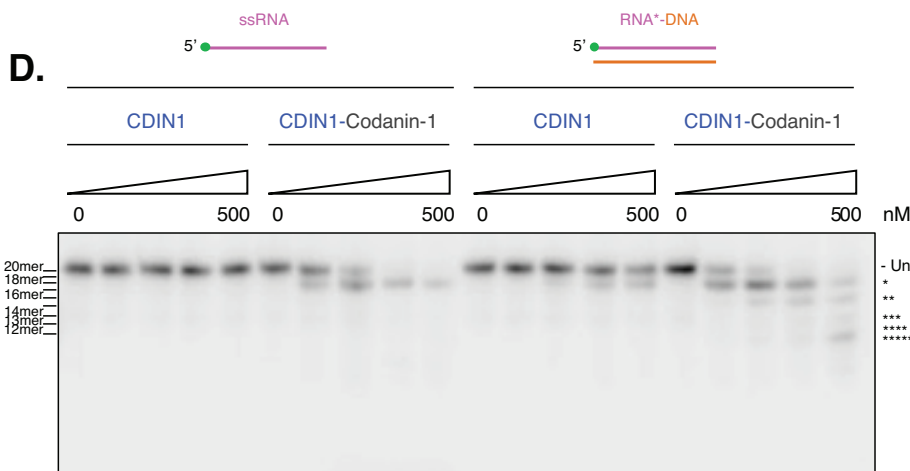 ssRNA RNA*-DNA
5’ 5’
D.
CDIN1 CDIN1-Codanin-1 CDIN1 CDIN1-Codanin-1
0 500 0 500 0 500 0 500 nM
20mer - Un
18mer *
16mer **
14mer ***
13mer ****
12mer